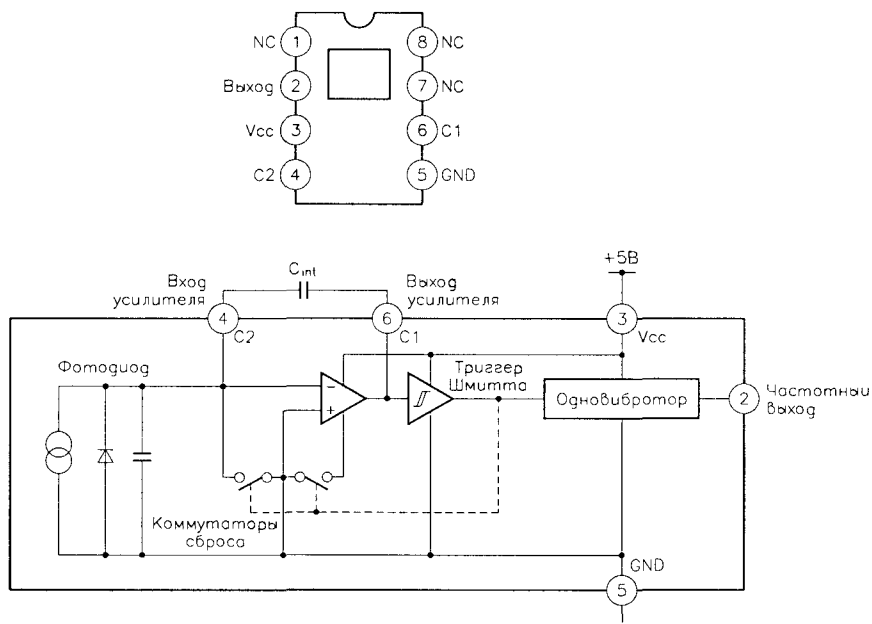 NC 1
8 NC
Выход 2
7 NC
Vcc 3
6 C1
C2 4
5 GND
+5В
Вход
усилителя
Cint
Выход
усилителя
4
6
3
C2
C1
Vcc
Фотодиод
Триггер
Шмитта
−
+
Одновибротор
2
Частотный
выход
Коммутаторы
сброса
GND
5